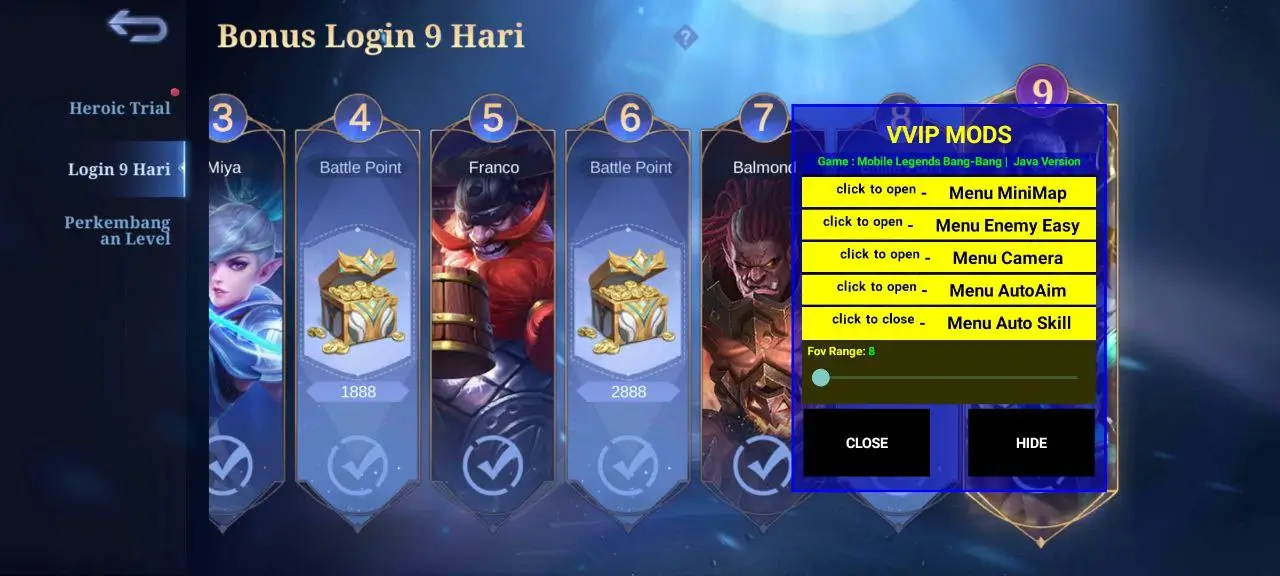 Bonus Login 9 Hari
?
Heroic Trial
Login 9 Hari
Perkembang
an Level
3
Miya
4
Battle Point
1888
5
Franco
6
Battle Point
2888
7
Balmond
8
9
VVIP MODS
Game : Mobile Legends Bang-Bang | Java Version
click to open - Menu MiniMap
click to open - Menu Enemy Easy
click to open - Menu Camera
click to open - Menu AutoAim
click to close - Menu Auto Skill
Fov Range: 8
CLOSE
HIDE